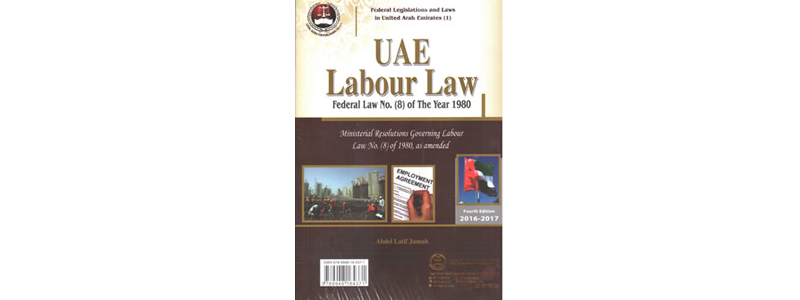 Federal Legislations and Laws
in United Arab Emirates (1)
UAE
Labour Law
Federal Law No. (8) of The Year 1980
Ministerial Resolutions Governing Labour
Law No. (8) of 1980, as amended
EMPLOYMENT
AGREEMENT
Fourth Edition
2016-2017
Abdel Latif Jumah